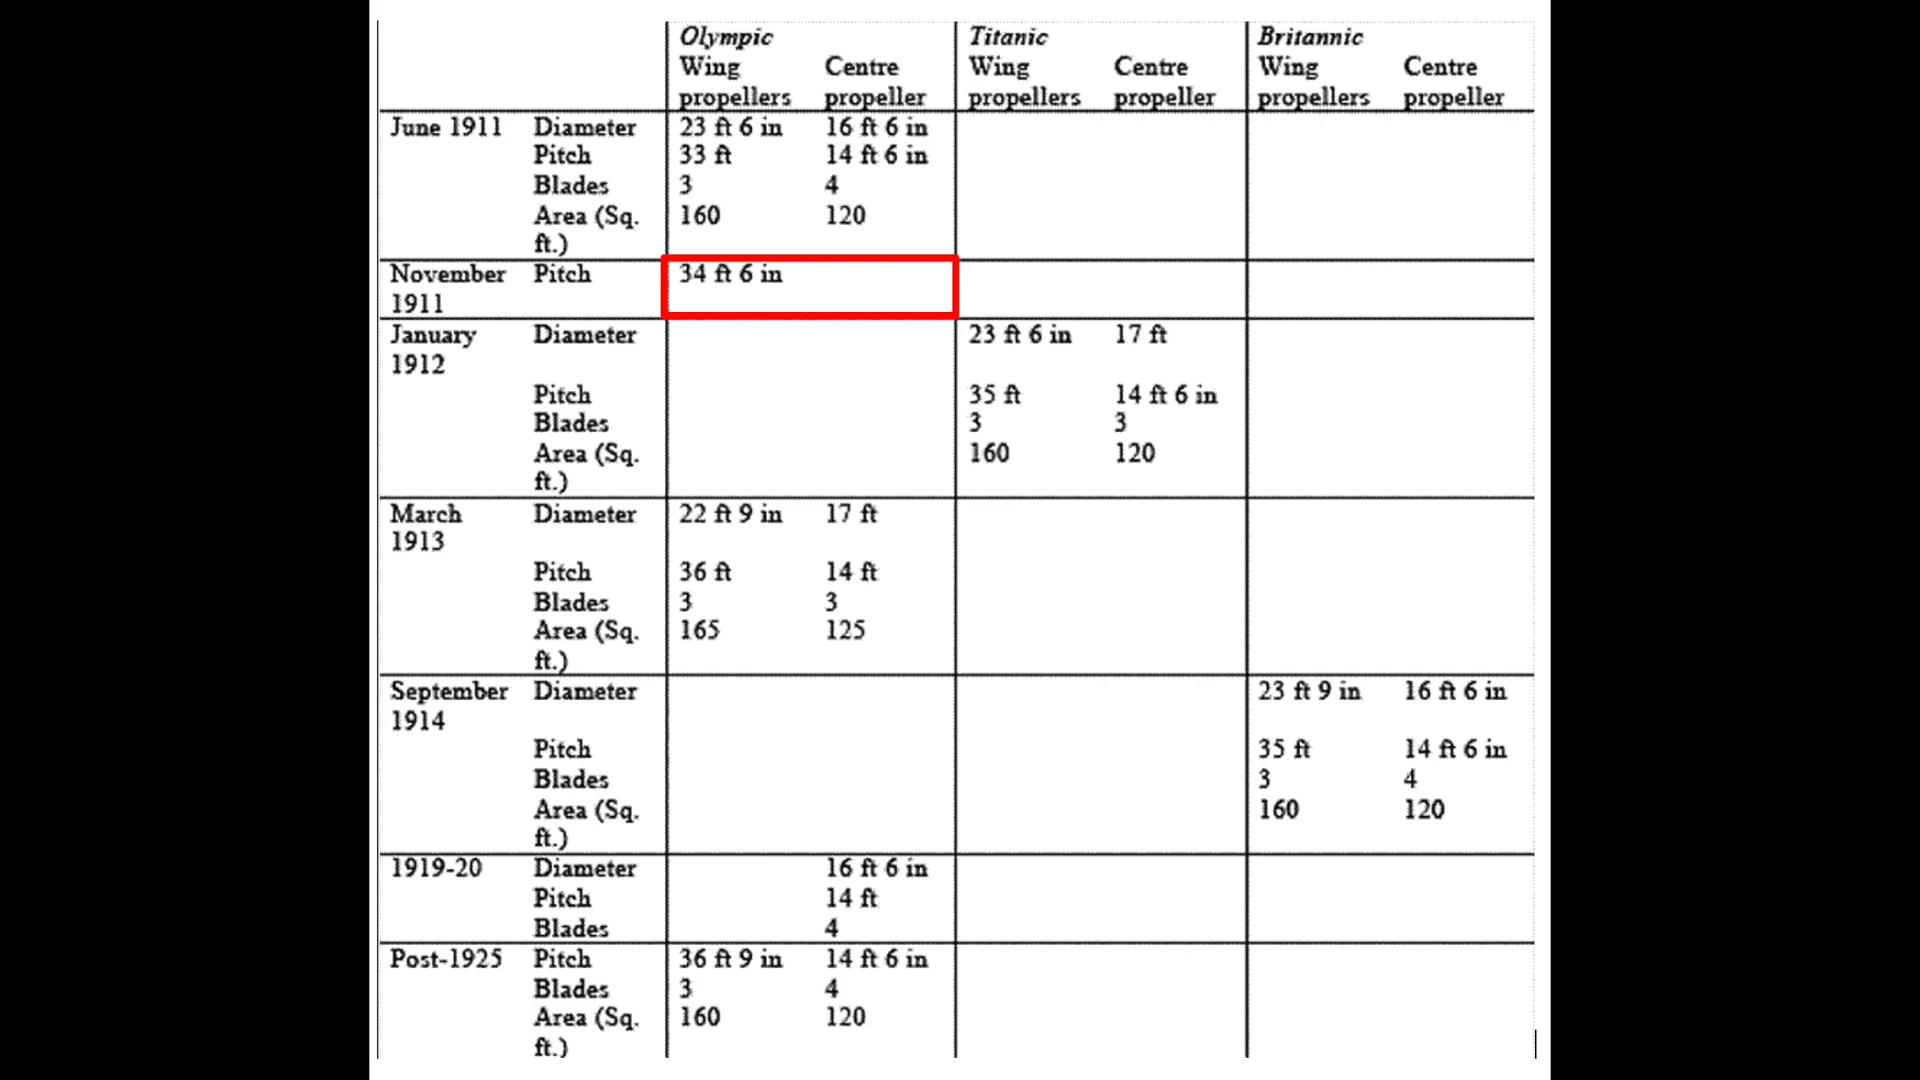 Olympic Titanic Britannic
Wing Centre Wing Centre Wing Centre
propellers propeller propellers propeller propellers propeller
June 1911 Diameter 23 ft 6 in 16 ft 6 in
Pitch 33 ft 14 ft 6 in
Blades 3 4
Area (Sq. 160 120
ft.)
November Pitch 34 ft 6 in
1911
January Diameter 23 ft 6 in 17 ft
1912
Pitch 35 ft 14 ft 6 in
Blades 3 3
Area (Sq. 160 120
ft.)
March Diameter 22 ft 9 in 17 ft
1913
Pitch 36 ft 14 ft
Blades 3 3
Area (Sq. 165 125
ft.)
September Diameter 23 ft 9 in 16 ft 6 in
1914
Pitch 35 ft 14 ft 6 in
Blades 3 4
Area (Sq. 160 120
ft.)
1919-20 Diameter 16 ft 6 in
Pitch 14 ft
Blades 4
Post-1925 Pitch 36 ft 9 in 14 ft 6 in
Blades 3 4
Area (Sq. 160 120
ft.)